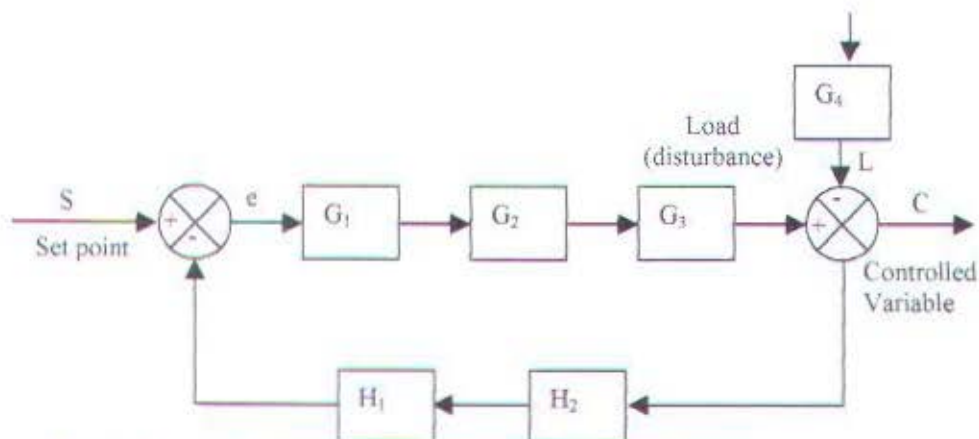 G₄
Load
(disturbance)
L
S
e
G₁
G₂
G₃
C
+
-
+
-
Set point
Controlled
Variable
H₁
H₂